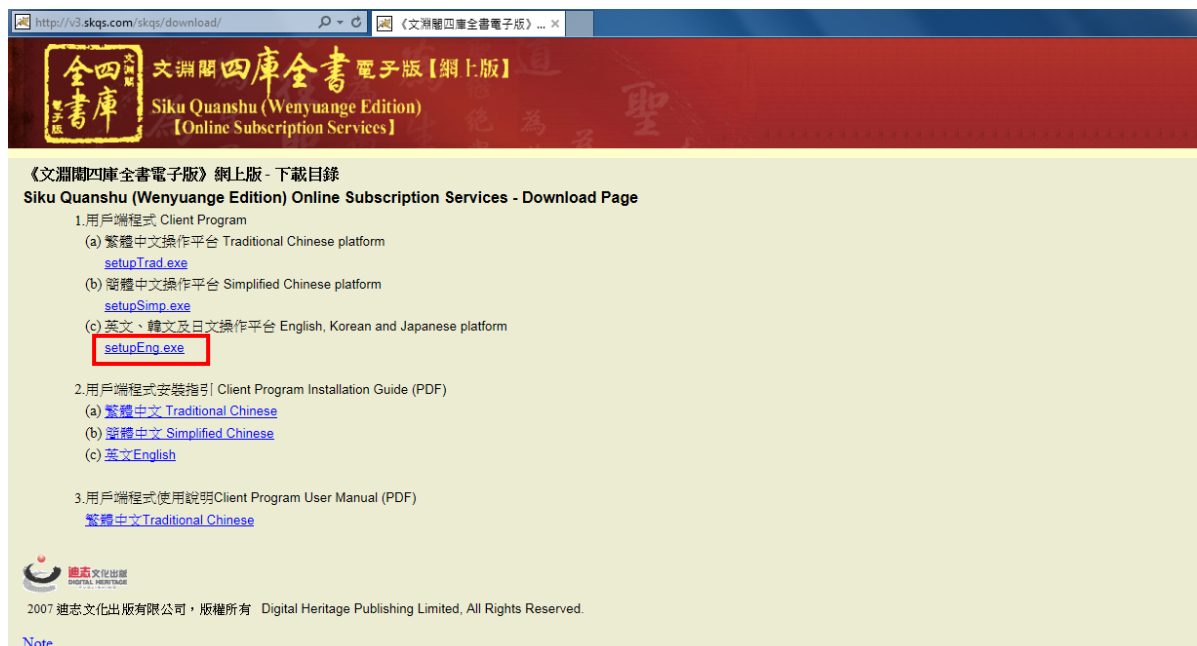 http://v3.skqs.com/skqs/download/
《文淵閣四庫全書電子版》...
文淵閣
四庫全書
電子版
文淵閣四庫全書電子版【網上版】
Siku Quanshu (Wenyuange Edition)
【Online Subscription Services】
《文淵閣四庫全書電子版》網上版 - 下載目錄
Siku Quanshu (Wenyuange Edition) Online Subscription Services - Download Page
1.用戶端程式 Client Program
(a) 繁體中文操作平台 Traditional Chinese platform
setupTrad.exe
(b) 簡體中文操作平台 Simplified Chinese platform
setupSimp.exe
(c) 英文、韓文及日文操作平台 English, Korean and Japanese platform
setupEng.exe
2.用戶端程式安裝指引 Client Program Installation Guide (PDF)
(a) 繁體中文 Traditional Chinese
(b) 簡體中文 Simplified Chinese
(c) 英文English
3.用戶端程式使用說明Client Program User Manual (PDF)
繁體中文Traditional Chinese
迪志文化出版
DIGITAL HERITAGE
2007 迪志文化出版有限公司，版權所有 Digital Heritage Publishing Limited, All Rights Reserved.
Note